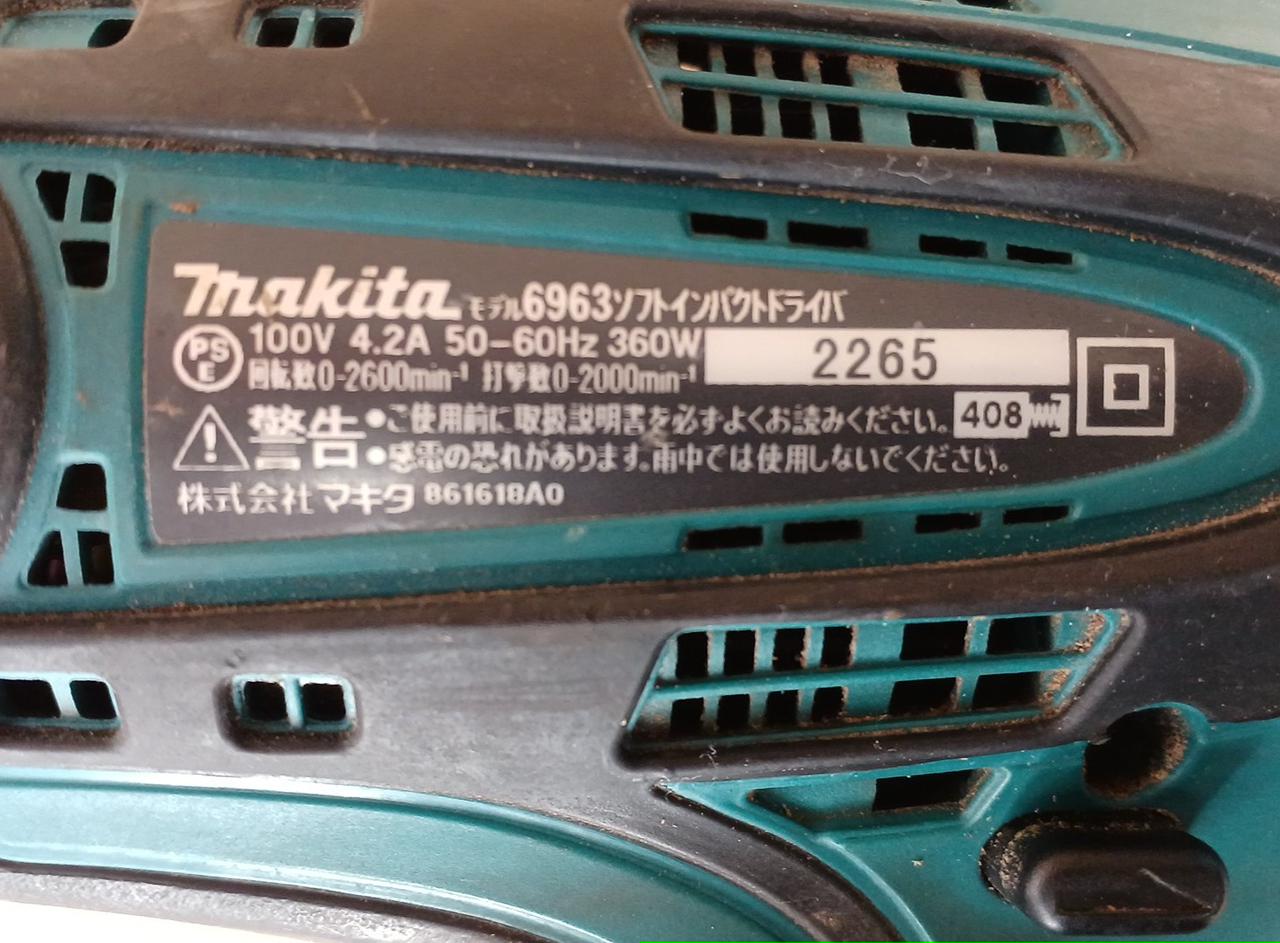 makita モデル6963ソフトインパクトドライバ
PSE 100V 4.2A 50-60Hz 360W 2265
回転数0-2600min⁻¹ 打撃数0-2000min⁻¹
警告 •ご使用前に取扱説明書を必ずよくお読みください。 408
•感電の恐れがあります。雨中では使用しないでください。
株式会社マキタ 861618A0